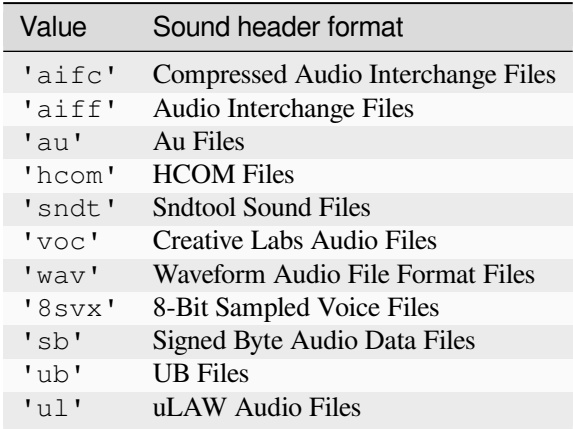 Value Sound header format
'aifc' Compressed Audio Interchange Files
'aiff' Audio Interchange Files
'au' Au Files
'hcom' HCOM Files
'sndt' Sndtool Sound Files
'voc' Creative Labs Audio Files
'wav' Waveform Audio File Format Files
'8svx' 8-Bit Sampled Voice Files
'sb' Signed Byte Audio Data Files
'ub' UB Files
'ul' uLAW Audio Files